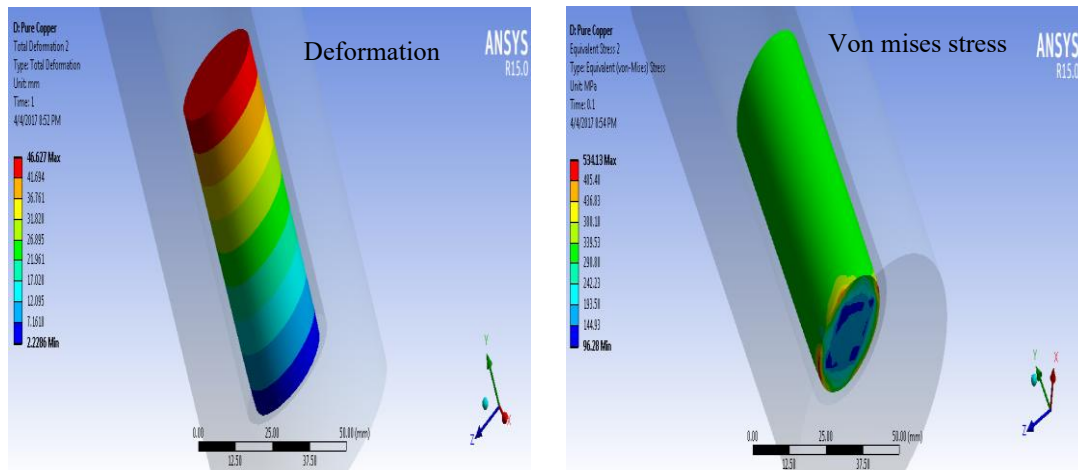 D: Pure Copper
Total Deformation 2
Type: Total Deformation
Unit: mm
Time: 1
4/4/2017 8:52 PM
Deformation
ANSYS
R15.0
46.627 Max
41.694
36.761
31.828
26.895
21.961
17.028
12.095
7.1618
2.2286 Min
Y
X
Z
0.00
25.00
50.00 (mm)
12.50
37.50
D: Pure Copper
Equivalent Stress 2
Type: Equivalent (von-Mises) Stress
Unit: MPa
Time: 0.1
4/4/2017 8:54 PM
Von mises stress
ANSYS
R15.0
534.13 Max
485.48
436.83
388.18
339.53
290.88
242.23
193.58
144.93
96.28 Min
Y
X
Z
0.00
25.00
50.00 (mm)
12.50
37.50